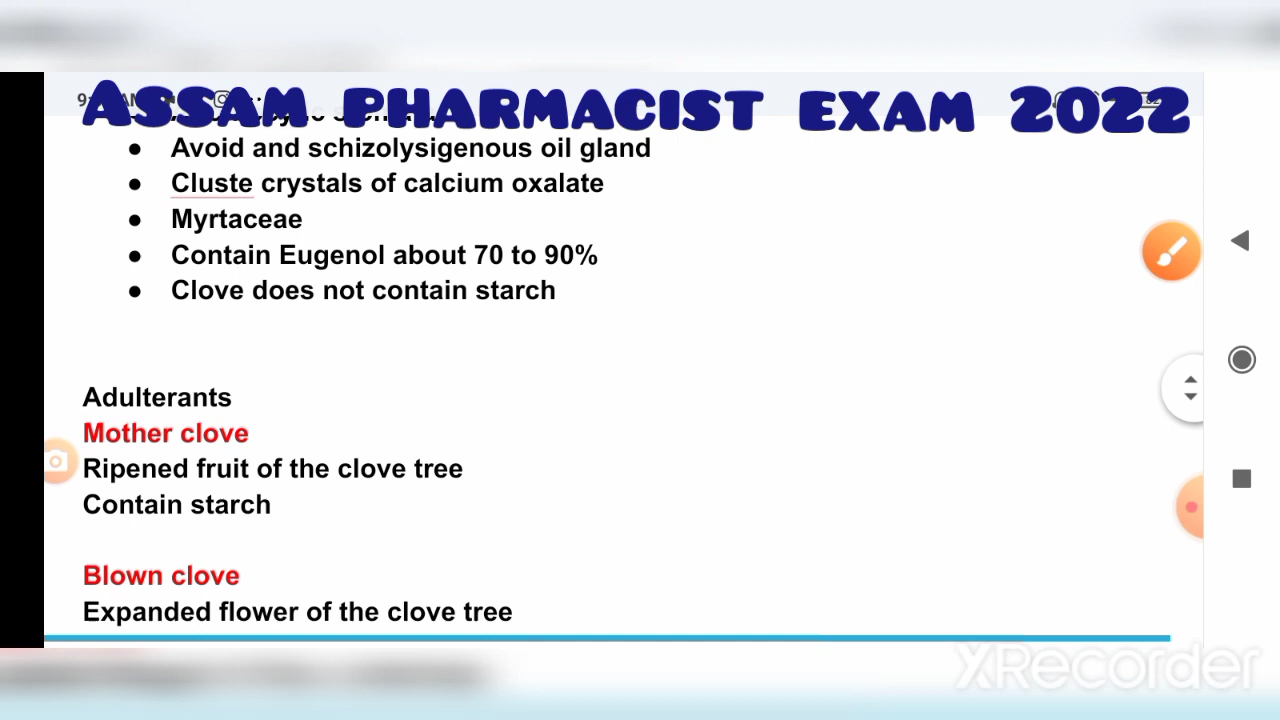 ASSAM PHARMACIST EXAM 2022
● Avoid and schizolysigenous oil gland
● Cluste crystals of calcium oxalate
● Myrtaceae
● Contain Eugenol about 70 to 90%
● Clove does not contain starch
Adulterants
Mother clove
Ripened fruit of the clove tree
Contain starch
Blown clove
Expanded flower of the clove tree
XRecorder